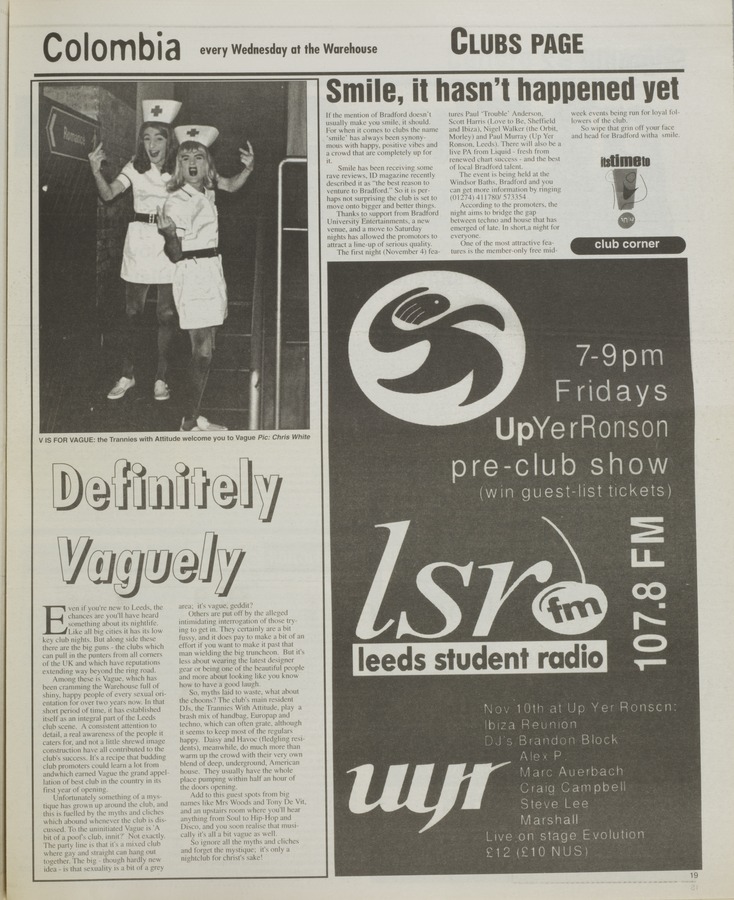 Colombia every Wednesday at the Warehouse
CLUBS PAGE
Romance
V IS FOR VAGUE: the Trannies with Attitude welcome you to Vague Pic: Chris White
Definitely
Vaguely
Even if you're new to Leeds, the
chances are you'll have heard
something about its nightlife.
Like all big cities it has its low
key club nights. But along side these
there are the big guns - the clubs which
can pull in the punters from all corners
of the UK and which have reputations
extending way beyond the ring road.
Among these is Vague, which has
been cramming the Warehouse full of
shiny, happy people of every sexual ori-
entation for over two years now. In that
short period of time, it has established
itself as an integral part of the Leeds
club scene. A consistent attention to
detail, a real awareness of the people it
caters for, and not a little shrewd image
construction have all contributed to the
club's success. It's a recipe that budding
club promoters could learn a lot from
andwhich earned Vague the grand appel-
lation of best club in the country in its
first year of opening.
Unfortunately something of a mys-
tique has grown up around the club, and
this is fuelled by the myths and cliches
which abound whenever the club is dis-
cussed. To the unmitiated Vague is 'A
bit of a poof's club, innit?' Not exactly.
The party line is that it's a mixed club
where gay and straight can hang out
together. The big - though hardly new
idea - is that sexuality is a bit of a grey
area; it's vague, geddit?
Others are put off by the alleged
intimidating interrogation of those try-
ing to get in. They certainly are a bit
fussy, and it does pay to make a bit of an
effort if you want to make it past that
man wielding the big truncheon. But it's
less about wearing the latest designer
gear or being one of the beautiful people
and more about looking like you know
how to have a good laugh.
So, myths laid to waste, what about
the choons? The club's main resident
DJs, the Trannies With Attitude, play a
brash mix of handbag, Europap and
techno, which can often grate, although
it seems to keep most of the regulars
happy. Daisy and Havoc (fledgling resi-
dents), meanwhile, do much more than
warm up the crowd with their very own
blend of deep, underground, American
house. They usually have the whole
place pumping within half an hour of
the doors opening.
Add to this guest spots from big
names like Mrs Woods and Tony De Vit,
and an upstairs room where you'll hear
anything from Soul to Hip-Hop and
Disco, and you soon realise that musi-
cally it's all a bit vague as well.
So ignore all the myths and cliches
and forget the mystique; it's only a
nightclub for christ's sake!
Smile, it hasn't happened yet
If the mention of Bradford doesn't
usually make you smile, it should.
For when it comes to clubs the name
'smile' has always been synony-
mous with happy, positive vibes and
a crowd that are completely up for
it.
Smile has been receiving some
rave reviews, ID magazine recently
described it as "the best reason to
venture to Bradford." So it is per-
haps not surprising the club is set to
move onto bigger and better things.
Thanks to support from Bradford
University Entertainments, a new
venue, and a move to Saturday
nights has allowed the promotors to
attract a line-up of serious quality.
The first night (November 4) fea-
tures Paul 'Trouble' Anderson,
Scott Harris (Love to Be, Sheffield
and Ibiza), Nigel Walker (the Orbit,
Morley) and Paul Murray (Up Yer
Ronson, Leeds). There will also be a
live PA from Liquid - fresh from
renewed chart success - and the best
of local Bradford talent.
The event is being held at the
Windsor Baths, Bradford and you
can get more information by ringing
(01274) 411780/ 573354
According to the promoters, the
night aims to bridge the gap
between techno and house that has
emerged of late. In short,a night for
everyone.
One of the most attractive fea-
tures is the member-only free mid-
week events being run for loyal fol-
lowers of the club.
So wipe that grin off your face
and head for Bradford witha smile.
itstimeto
club corner
7-9pm
Fridays
UpYerRonson
pre-club show
(win guest-list tickets)
lsr fm
leeds student radio
107.8 FM
Nov 10th at Up Yer Ronson:
Ibiza Reunion
DJ's Brandon Block
Alex P
Marc Auerbach
Craig Campbell
Steve Lee
Marshall
Live on stage Evolution
£12 (£10 NUS)
uyr
19